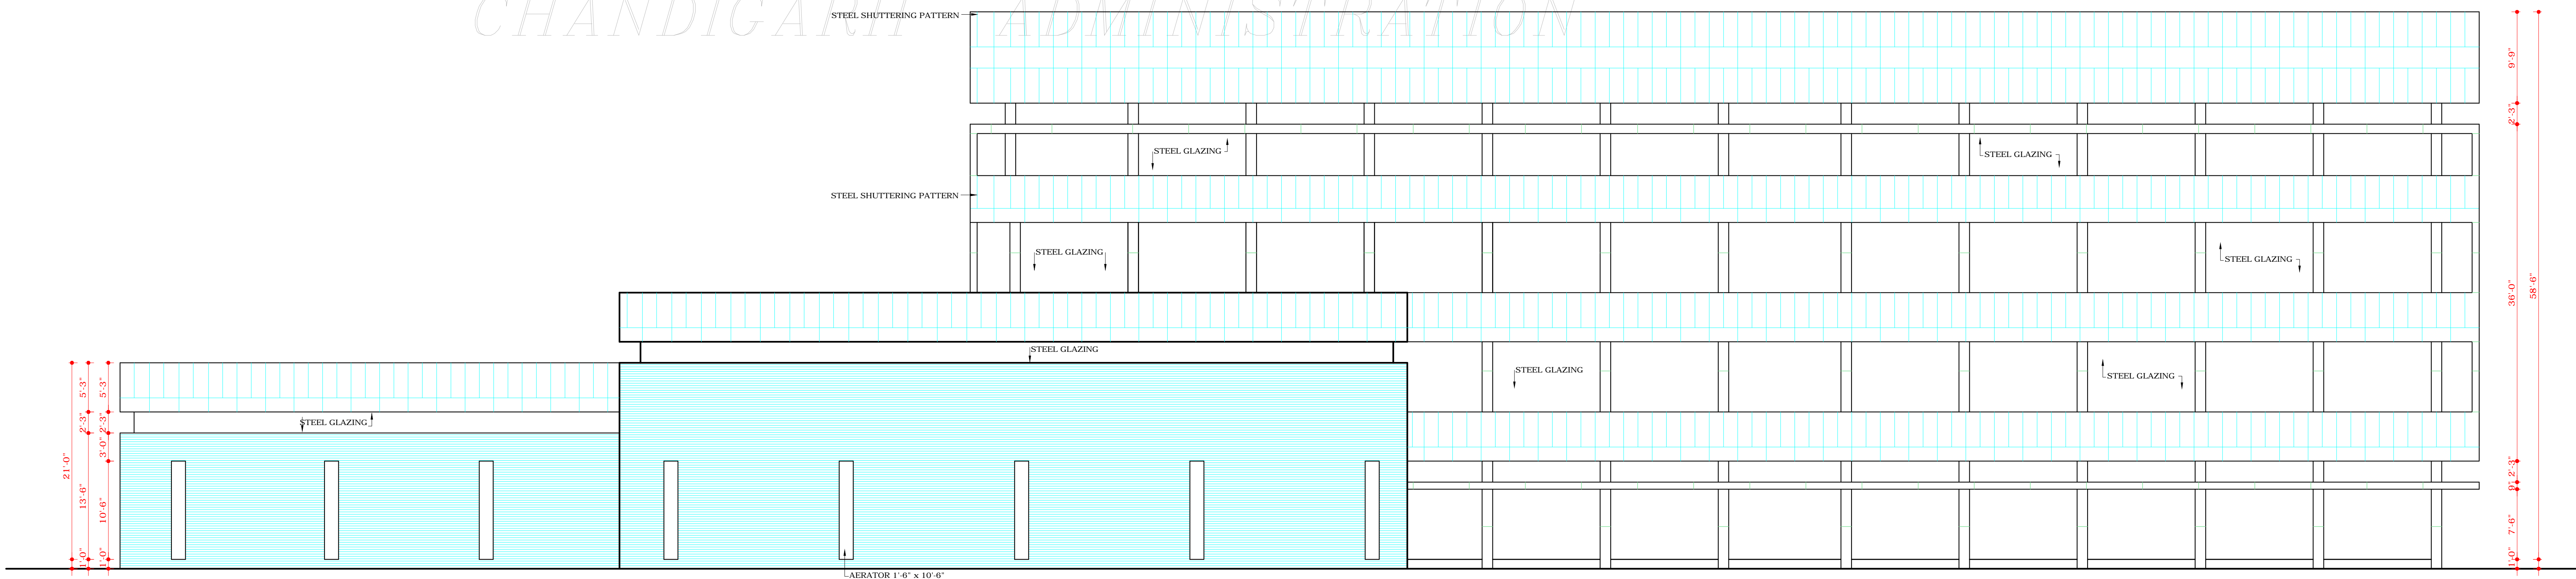 CHANDIGARH ADMINISTRATION
STEEL SHUTTERING PATTERN
9'-9"
2'-3"
STEEL GLAZING
STEEL GLAZING
STEEL SHUTTERING PATTERN
STEEL GLAZING
STEEL GLAZING
36'-0"
58'-6"
STEEL GLAZING
STEEL GLAZING
STEEL GLAZING
5'-3"
5'-3"
2'-3"
2'-3"
STEEL GLAZING
3'-0"
21'-0"
13'-6"
10'-6"
2'-3"
9"
7'-6"
1'-0"
1'-0"
1'-0"
AERATOR 1'-6" x 10'-6"